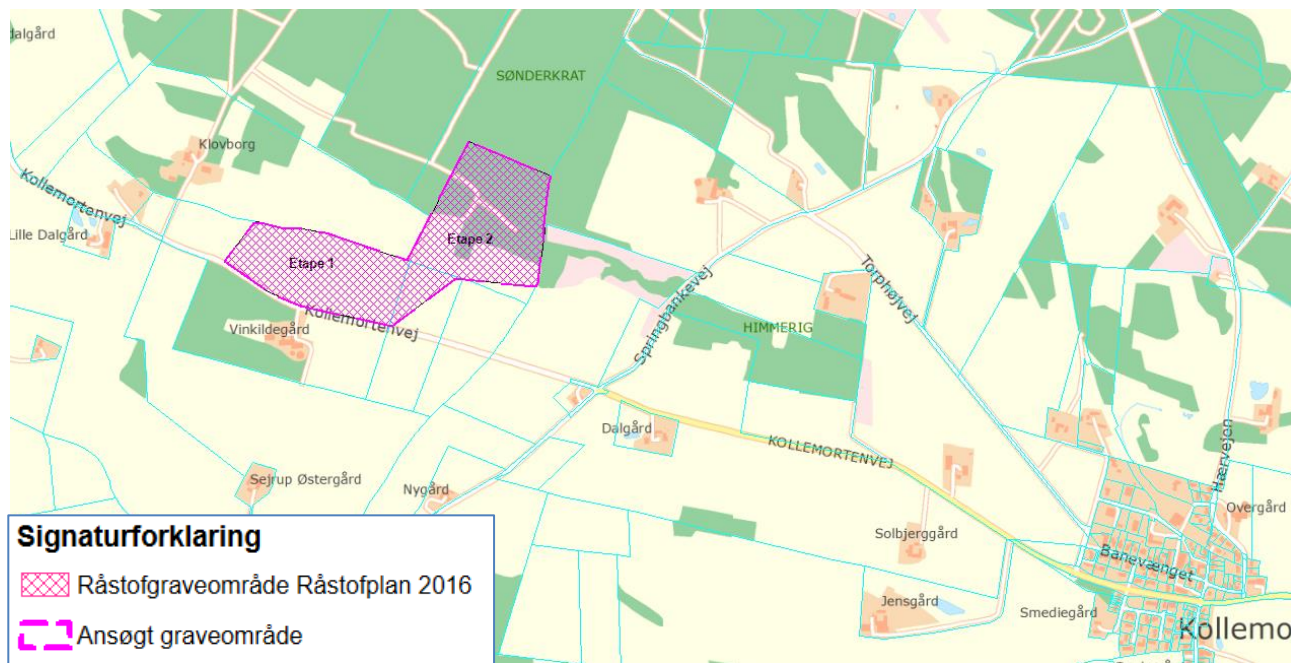 dalgård
SØNDERKRAT
Klovborg
Kollemortenvej
Lille Dalgård
Etape 2
Etape 1
Kollemortenvej
Vinkildegård
Springbankevej
Torphøjvej
HIMMERIG
Dalgård
KOLLEMORTENVEJ
Hærvejen
Sejrup Østergård
Nygård
Overgård
Solbjerggård
Banevænget
Jensgård
Smediegård
Kollemo
Signaturforklaring
Råstofgraveområde Råstofplan 2016
Ansøgt graveområde